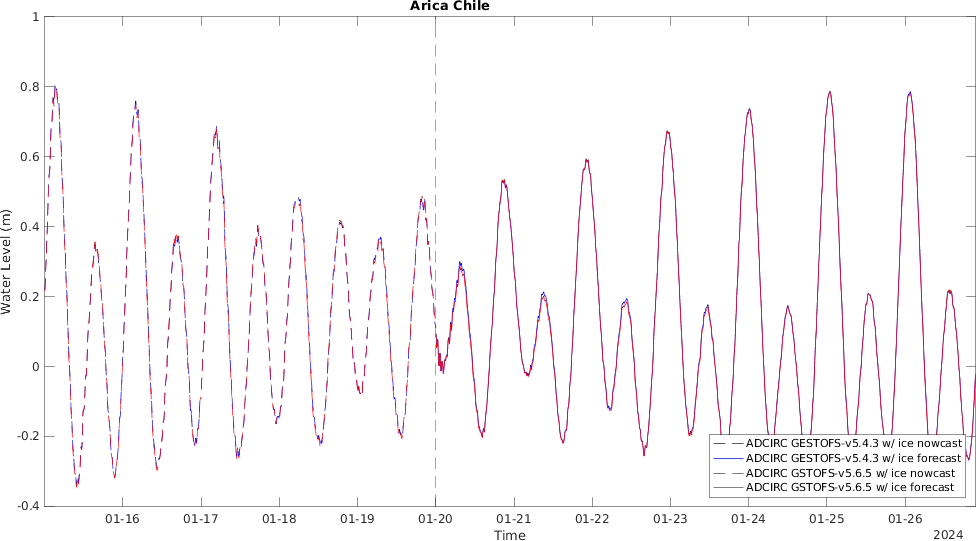 Arica Chile
1
0.8
0.6
0.4
0.2
0
-0.2
-0.4
Water Level (m)
ADCIRC GESTOFS-v5.4.3 w/ ice nowcast
ADCIRC GESTOFS-v5.4.3 w/ ice forecast
ADCIRC GSTOFS-v5.6.5 w/ ice nowcast
ADCIRC GSTOFS-v5.6.5 w/ ice forecast
01-16 01-17 01-18 01-19 01-20 01-21 01-22 01-23 01-24 01-25 01-26
Time
2024